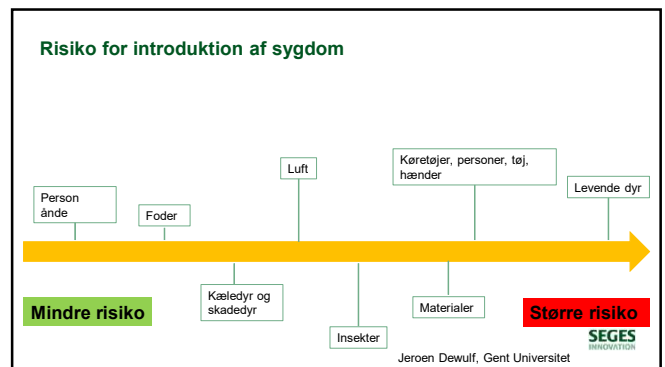 Risiko for introduktion af sygdom
Person
ånde
Foder
Luft
Køretøjer, personer, tøj,
hænder
Levende dyr
Kæledyr og
skadedyr
Insekter
Materialer
Mindre risiko
Større risiko
SEGES
INNOVATION
Jeroen Dewulf, Gent Universitet